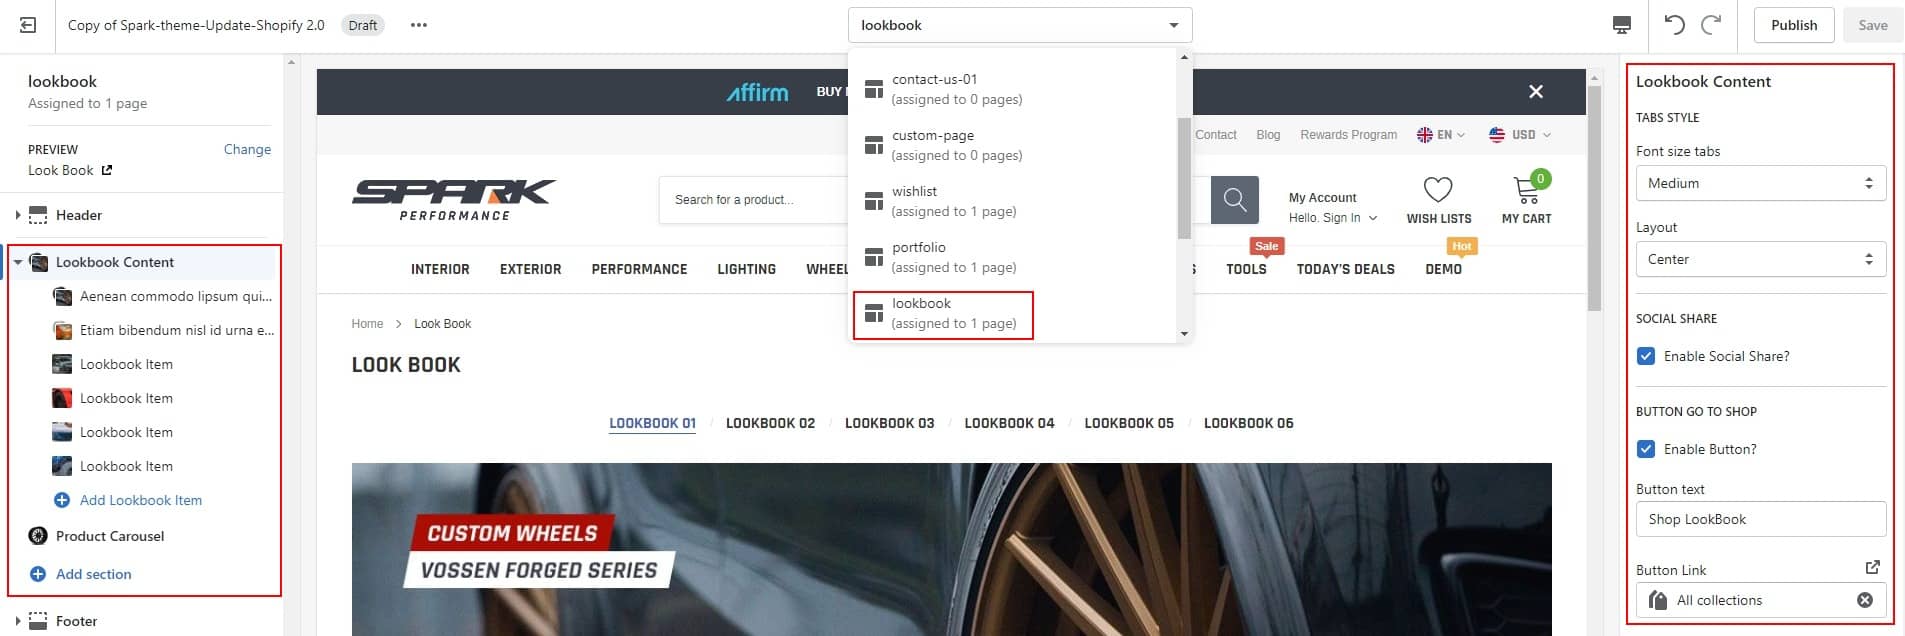 Copy of Spark-theme-Update-Shopify 2.0
Draft
lookbook
Publish
Save
lookbook
Assigned to 1 page
PREVIEW
Change
Look Book
Header
Lookbook Content
Aenean commodo lipsum qui...
Etiam bibendum nisl id urna e...
Lookbook Item
Lookbook Item
Lookbook Item
Lookbook Item
Add Lookbook Item
Product Carousel
Add section
Footer
contact-us-01
(assigned to 0 pages)
custom-page
(assigned to 0 pages)
wishlist
(assigned to 1 page)
portfolio
(assigned to 1 page)
lookbook
(assigned to 1 page)
affirm
BUY
Contact
Blog
Rewards Program
EN
USD
SPARK
PERFORMANCE
Search for a product...
My Account
Hello, Sign In
WISH LISTS
0
MY CART
Sale
Hot
INTERIOR
EXTERIOR
PERFORMANCE
LIGHTING
WHEEL
S
TOOLS
TODAY'S DEALS
DEMO
Home > Look Book
LOOK BOOK
LOOKBOOK 01 / LOOKBOOK 02 / LOOKBOOK 03 / LOOKBOOK 04 / LOOKBOOK 05 / LOOKBOOK 06
CUSTOM WHEELS
VOSSEN FORGED SERIES
Lookbook Content
TABS STYLE
Font size tabs
Medium
Layout
Center
SOCIAL SHARE
Enable Social Share?
BUTTON GO TO SHOP
Enable Button?
Button text
Shop LookBook
Button Link
All collections